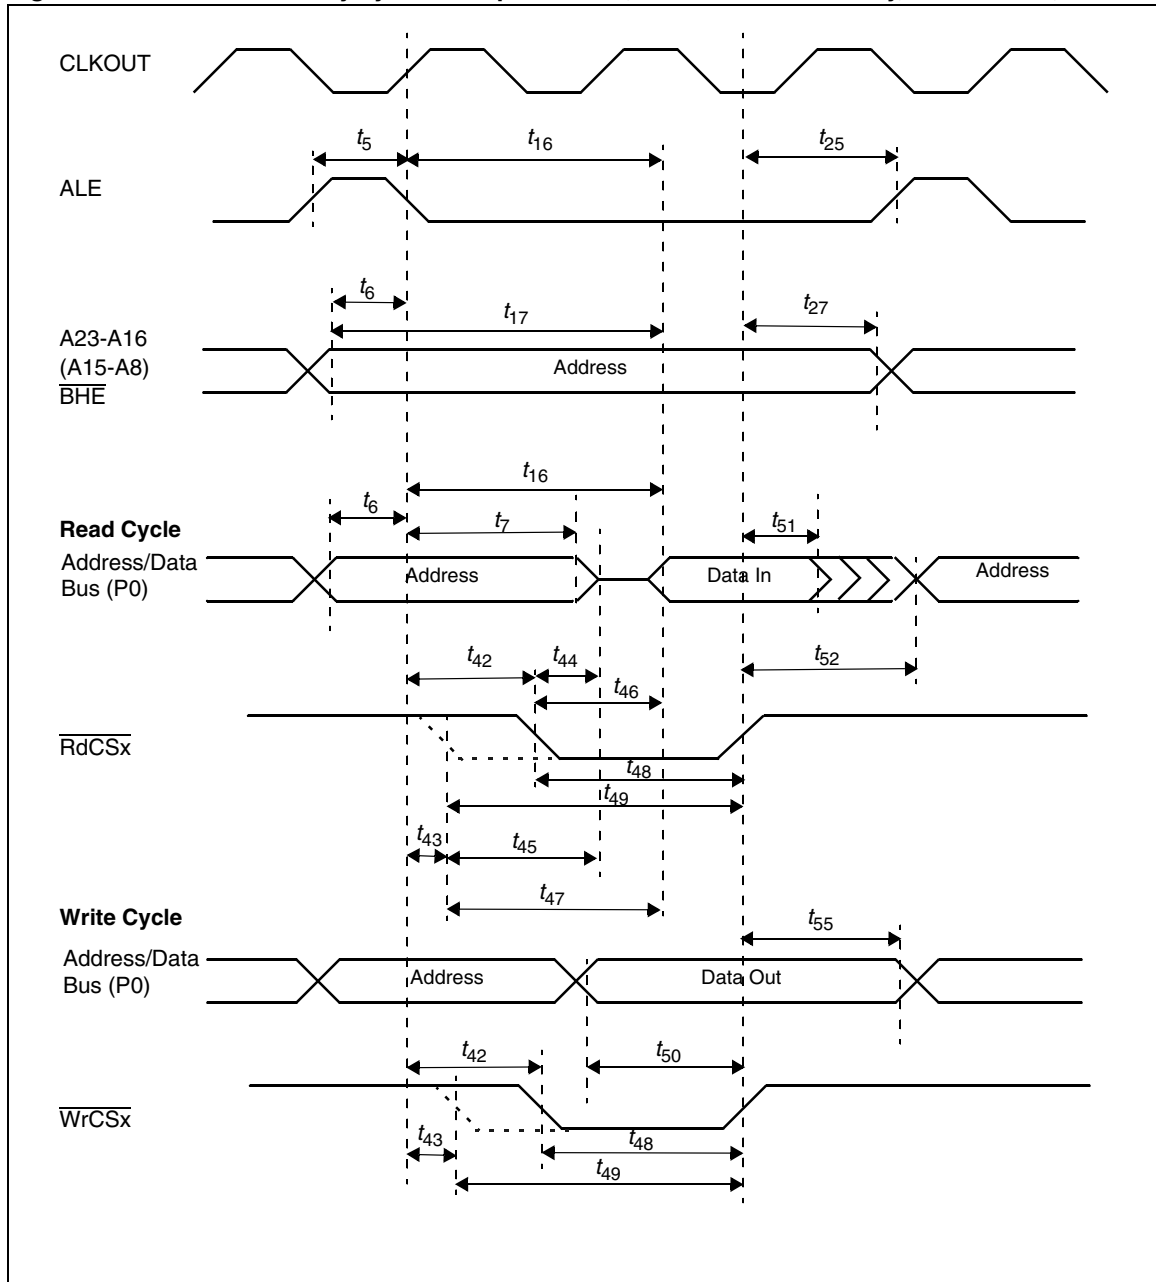 CLKOUT
t5 t16 t25
ALE
t6 t17 t27
A23-A16
(A15-A8)
BHE
Address
t16
t6 t7 t51
Read Cycle
Address/Data
Bus (P0)
Address Data In Address
t42 t44 t52
t46
RdCSx
t48
t49
t43 t45
t47
Write Cycle
t55
Address/Data
Bus (P0)
Address Data Out
t42 t50
WrCSx
t43 t48
t49